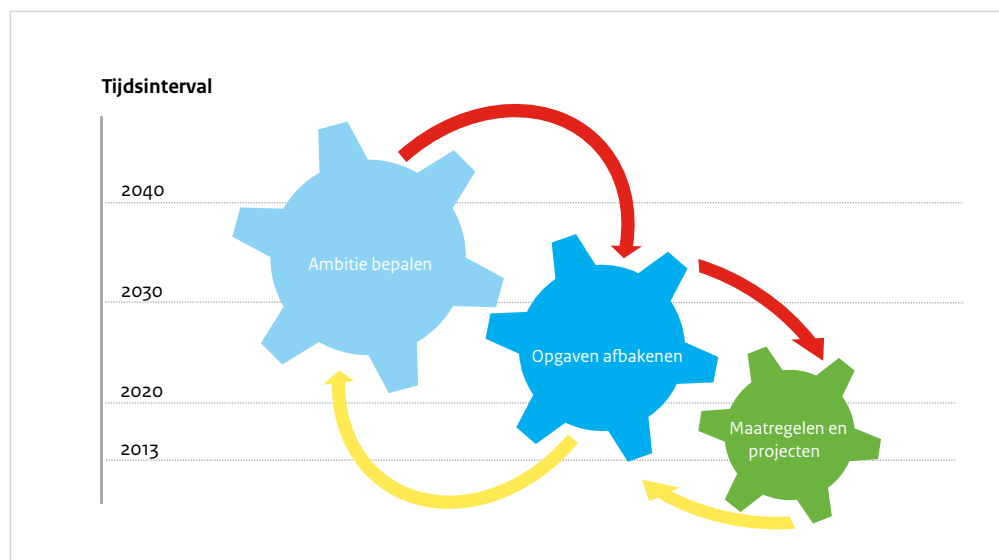 Tijdsinterval
2040
Ambitie bepalen
2030
Opgaven afbakenen
2020
Maatregelen en
projecten
2013